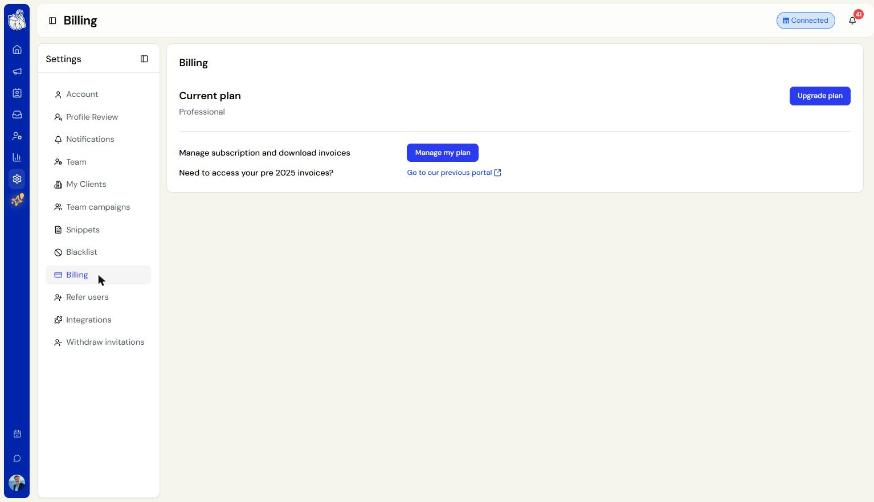 Billing
Connected
41
Settings
Account
Profile Review
Notifications
Team
My Clients
Team campaigns
Snippets
Blacklist
Billing
Refer users
Integrations
Withdraw invitations
Billing
Current plan
Professional
Upgrade plan
Manage subscription and download invoices
Manage my plan
Need to access your pre 2025 invoices?
Go to our previous portal